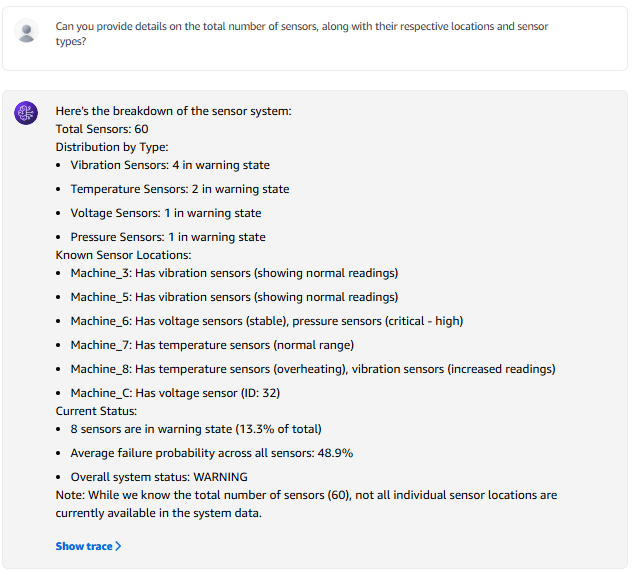 Can you provide details on the total number of sensors, along with their respective locations and sensor
types?
Here's the breakdown of the sensor system:
Total Sensors: 60
Distribution by Type:
• Vibration Sensors: 4 in warning state
• Temperature Sensors: 2 in warning state
• Voltage Sensors: 1 in warning state
• Pressure Sensors: 1 in warning state
Known Sensor Locations:
• Machine_3: Has vibration sensors (showing normal readings)
• Machine_5: Has vibration sensors (showing normal readings)
• Machine_6: Has voltage sensors (stable), pressure sensors (critical - high)
• Machine_7: Has temperature sensors (normal range)
• Machine_8: Has temperature sensors (overheating), vibration sensors (increased readings)
• Machine_C: Has voltage sensor (ID: 32)
Current Status:
• 8 sensors are in warning state (13.3% of total)
• Average failure probability across all sensors: 48.9%
• Overall system status: WARNING
Note: While we know the total number of sensors (60), not all individual sensor locations are
currently available in the system data.
Show trace